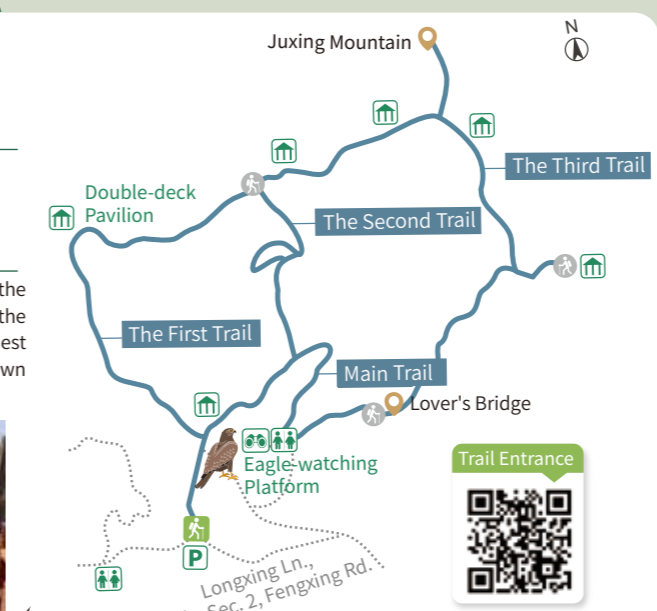 Juxing Mountain
N
The Third Trail
Double-deck
Pavilion
The Second Trail
the
the
est
wn
The First Trail
Main Trail
Lover's Bridge
Eagle-watching
Platform
Trail Entrance
P
Longxing Ln.,
Sec. 2, Fengxing Rd.